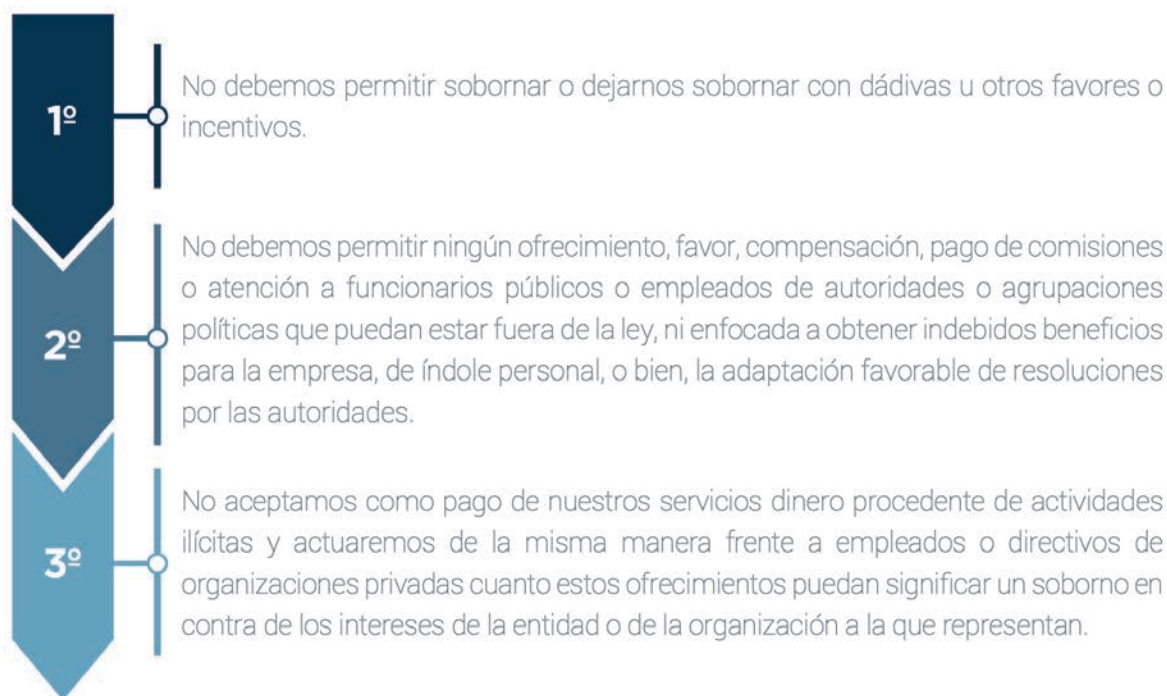 1º
No debemos permitir sobornar o dejarnos sobornar con dádivas u otros favores o
incentivos.
2º
No debemos permitir ningún ofrecimiento, favor, compensación, pago de comisiones
o atención a funcionarios públicos o empleados de autoridades o agrupaciones
políticas que puedan estar fuera de la ley, ni enfocada a obtener indebidos beneficios
para la empresa, de índole personal, o bien, la adaptación favorable de resoluciones
por las autoridades.
3º
No aceptamos como pago de nuestros servicios dinero procedente de actividades
ilícitas y actuaremos de la misma manera frente a empleados o directivos de
organizaciones privadas cuanto estos ofrecimientos puedan significar un soborno en
contra de los intereses de la entidad o de la organización a la que representan.